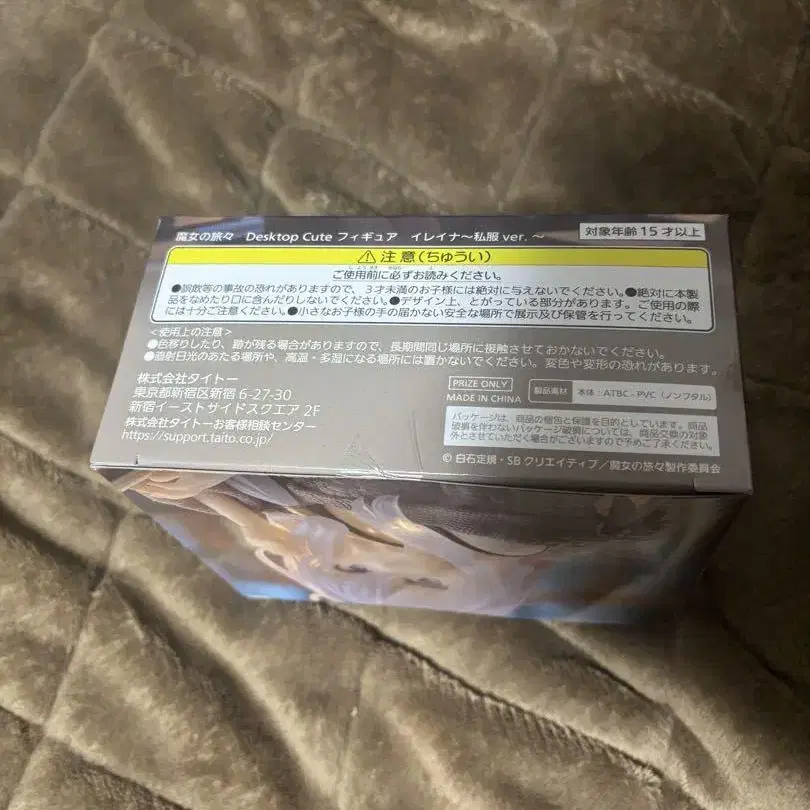 魔女の旅々 Desktop Cute フィギュア イレイナ〜私服 ver.〜
対象年齢15才以上
⚠注意(ちゅうい)
ご使用前に必ずお読みください。
●誤飲等の事故の恐れがありますので、3才未満のお子様には絶対に与えないでください。●絶対に本製
品をなめたり口に含んだりしないでください。●デザイン上、とがっている部分があります。ご使用の際
には十分ご注意ください。●小さなお子様の手の届かない安全な場所で展示及び保管を行ってください。
<使用上の注意>
●色移りしたり、跡が残る場合がありますので、長期間同じ場所に接触させておかないでください。
●直射日光のあたる場所や、高温・多湿になる場所には置かないでください。変色や変形の恐れがあります。
株式会社タイトー
東京都新宿区新宿 6-27-30
新宿イーストサイドスクエア 2F
株式会社タイトーお客様相談センター
https://support.taito.co.jp/
PRIZE ONLY
MADE IN CHINA
製品素材 本体:ATBC-PVC(ノンフタル)
パッケージは、商品の梱包と保護を目的としています。商品
破損を伴わないパッケージ破損については、商品交換の対象
外とさせていただく場合がございますので予めご了承ください。
© 白石定規・SBクリエイティブ/魔女の旅々製作委員会